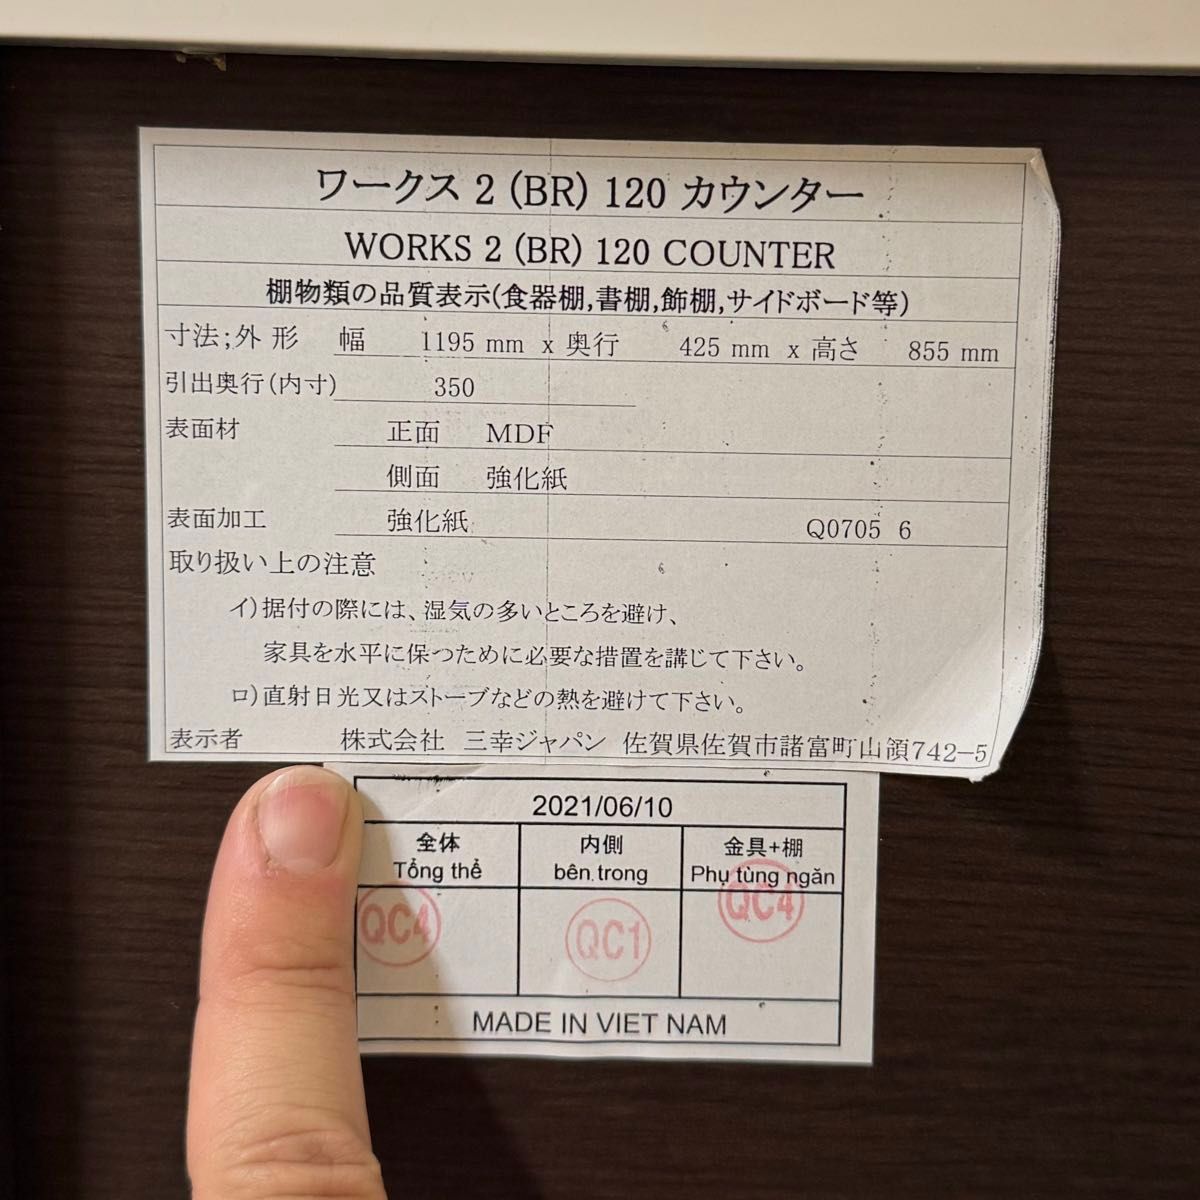 ワークス 2 (BR) 120 カウンター
WORKS 2 (BR) 120 COUNTER
棚物類の品質表示(食器棚,書棚,飾棚,サイドボード等)
寸法;外 形 幅 1195 mm x 奥行 425 mm x 高さ 855 mm
引出奥行(内寸) 350
表面材 正面 MDF
側面 強化紙
表面加工 強化紙 Q0705 6
取り扱い上の注意
イ)据付の際には、湿気の多いところを避け、
家具を水平に保つために必要な措置を講じて下さい。
ロ)直射日光又はストーブなどの熱を避けて下さい。
表示者 株式会社 三幸ジャパン 佐賀県佐賀市諸富町山領742-5
2021/06/10
全体 内側 金具+棚
Tổng thể bên trong Phụ tùng ngăn
QC4 QC1 QC4
MADE IN VIET NAM